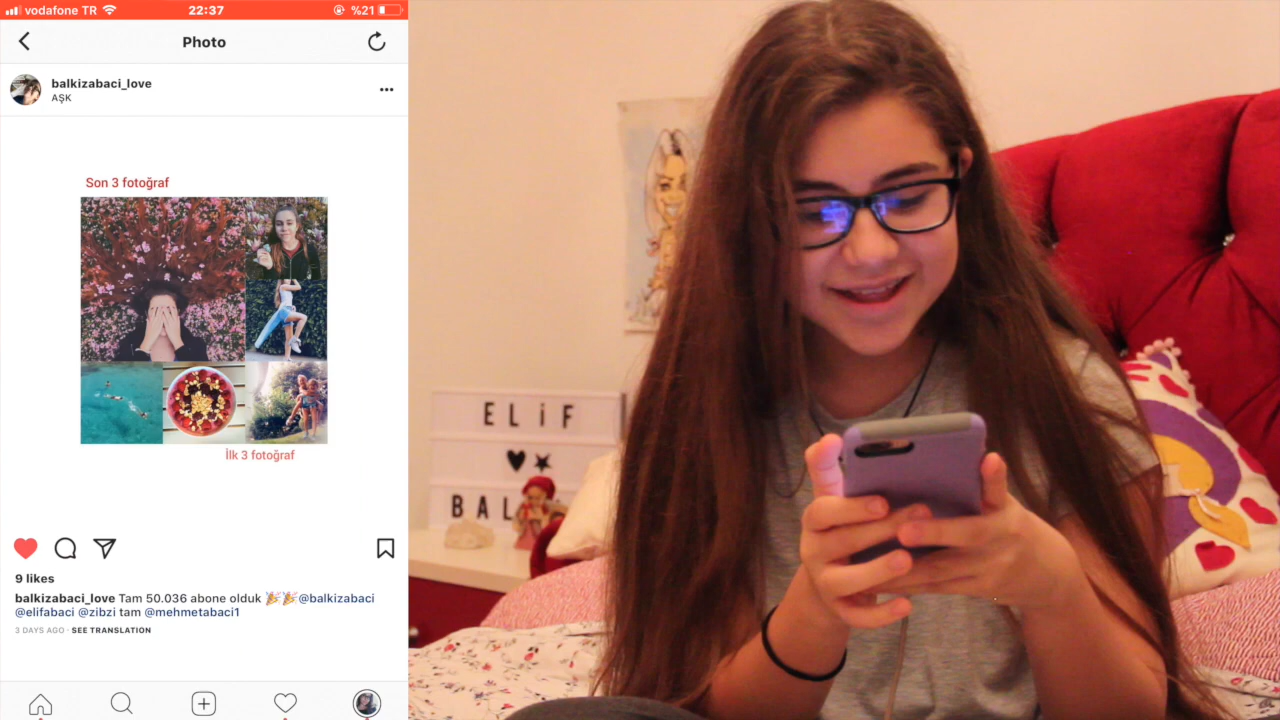 vodafone TR
22:37
%21
Photo
balkizabaci_love
AŞK
Son 3 fotoğraf
İlk 3 fotoğraf
9 likes
balkizabaci_love Tam 50.036 abone olduk 🎉🎉@balkizabaci
@elifabaci @zibzi tam @mehmetabaci1
3 DAYS AGO · SEE TRANSLATION
ELiF
BAL